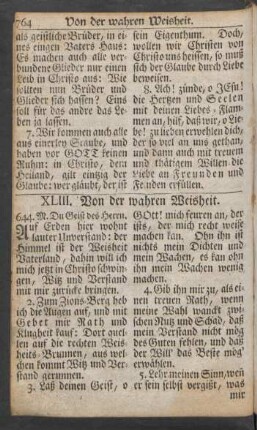 764 Von der wahren Weisheit.
als geistliche Brüder, in ei-
nes eingen Vaters Haus:
Es machen auch alle ver-
bundene Glieder nur einen
Leib in Christo aus: Wie
sollten nun Brüder und
Glieder sich hassen? Eins
soll für das andre das Le-
ben ja lassen.
7. Wir kommen auch alle
aus einerley Staube, und
haben vor GOTT keinen
Ruhm: in Christo, dem
Heiland, gilt einzig der
Glaube: wer glaubt, der ist
sein Eigenthum. Doch,
wollen wir Christen von
Christo uns heissen, so muß
sich der Glaube durch Liebe
beweisen.
8. Ach! zünde, o JEsu!
die Hertzen und Seelen
mit deinen Liebes-Flam-
men an, hilf, daß wir, o Lie-
be! zu lieben erwehlen dich,
der so viel an uns gethan,
und dann auch mit treuem
und thätigem Willen die
Liebe an Freunden und
Feinden erfüllen.
XLIII. Von der wahren Weisheit.
644. M. Du Geist des Herrn.
Auf Erden hier wohnt
lauter Unverstand: der
Himmel ist der Weisheit
Vaterland, dahin will ich
mich jetzt in Christo schwin-
gen, Witz und Verstand
mit mir zurücke bringen.
2. Zum Zions-Berg heb
ich die Augen auf, und mit
Gebet mir Rath und
Klugheit kauf: Dort quel-
len auf die rechten Weis-
heits-Brunnen, aus wel-
chen kommt Witz und Ver-
stand gerunnen.
3. Laß deinen Geist, o
GOtt! mich feuren an, der
ists, der mich recht weise
machen kan. Ohn ihn ist
nichts mein Dichten und
mein Wachen, es kan ohn
ihn mein Wachen wenig
machen.
4. Gib ihn mir zu, als ei-
nen treuen Rath, wenn
meine Wahl wanckt zwi-
schen Nutz und Schad, daß
mein Verstand nicht mög
des Guten fehlen, und daß
der Will' das Beste mög'
erwählen.
5. Lehr meinen Sinn, wen̄
er sein selbst vergißt, was
mir